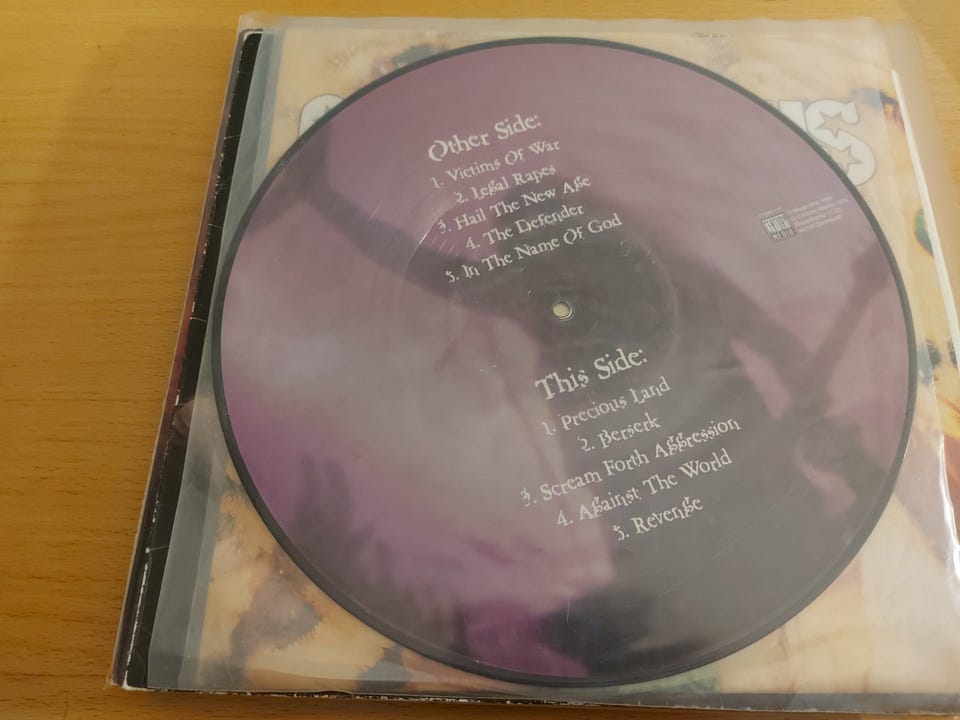 Other Side:
1. Victims Of War
2. Legal Rapes
3. Hail The New Age
4. The Defender
5. In The Name Of God
This Side:
1. Precious Land
2. Berserk
3. Scream Forth Aggression
4. Against The World
5. Revenge
MEDIA
S